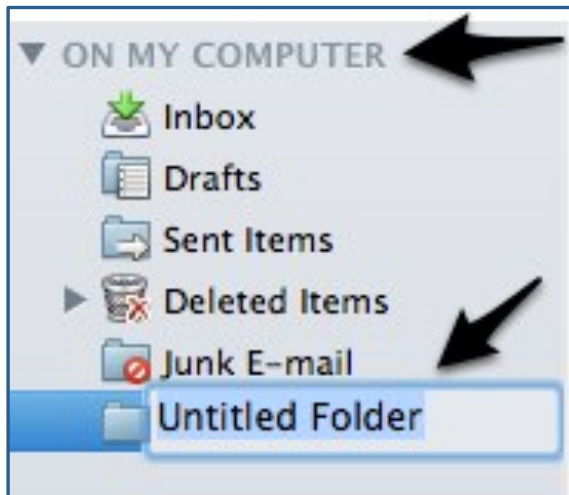 ON MY COMPUTER
Inbox
Drafts
Sent Items
Deleted Items
Junk E-mail
Untitled Folder